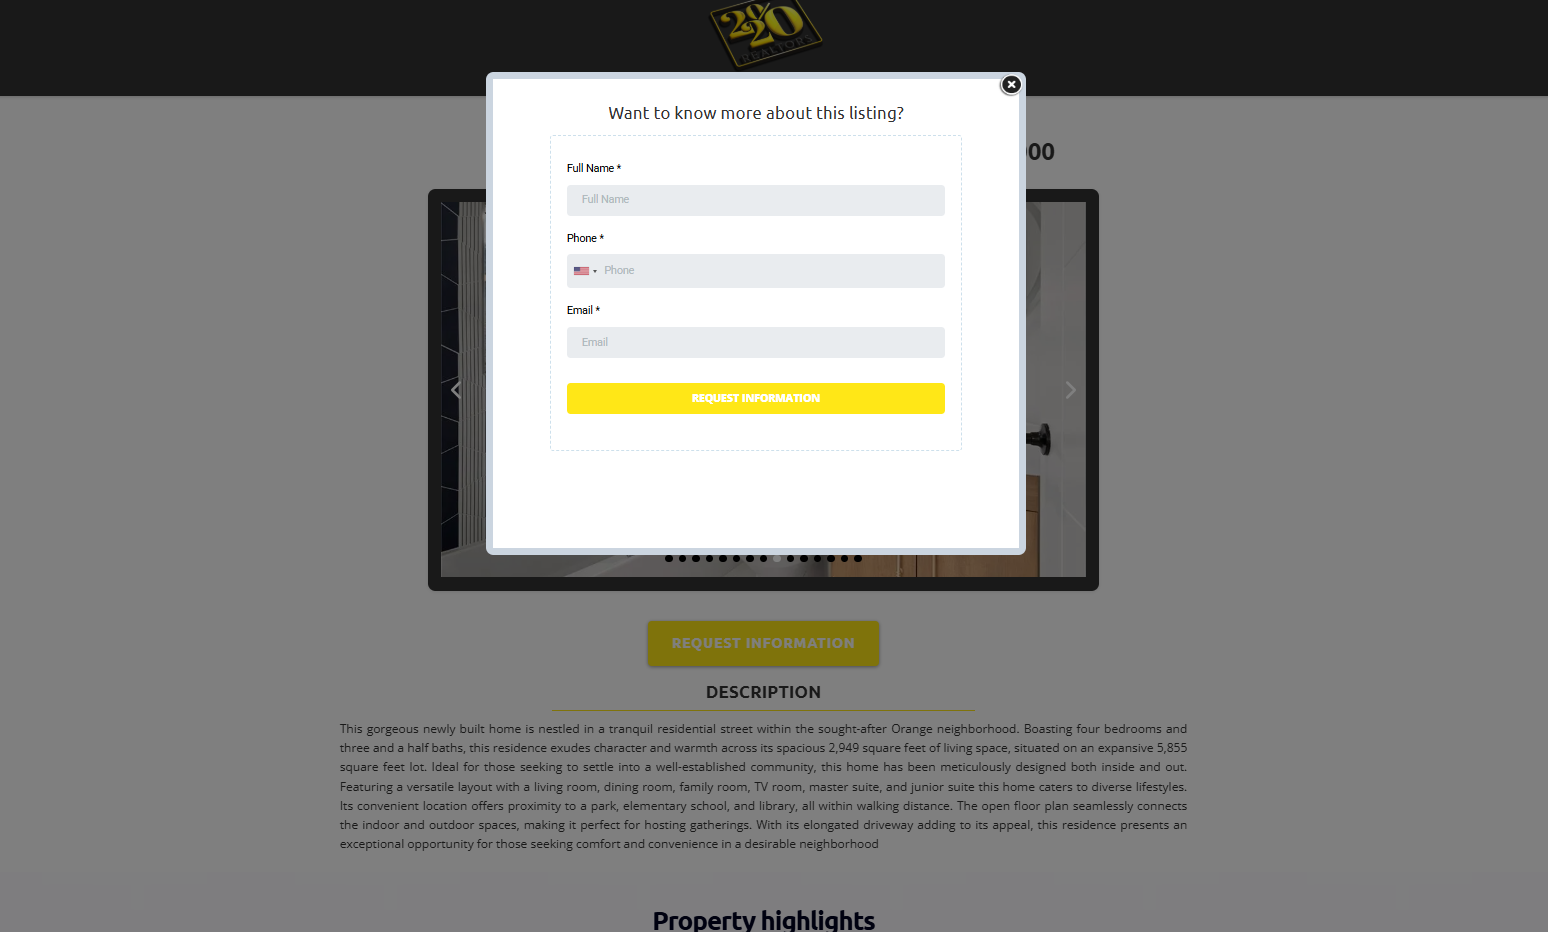 20/20
REALTORS
Want to know more about this listing?
Full Name *
Full Name
Phone *
Phone
Email *
Email
REQUEST INFORMATION
REQUEST INFORMATION
DESCRIPTION
This gorgeous newly built home is nestled in a tranquil residential street within the sought-after Orange neighborhood. Boasting four bedrooms and
three and a half baths, this residence exudes character and warmth across its spacious 2,949 square feet of living space, situated on an expansive 5,855
square feet lot. Ideal for those seeking to settle into a well-established community, this home has been meticulously designed both inside and out.
Featuring a versatile layout with a living room, dining room, family room, TV room, master suite, and junior suite this home caters to diverse lifestyles.
Its convenient location offers proximity to a park, elementary school, and library, all within walking distance. The open floor plan seamlessly connects
the indoor and outdoor spaces, making it perfect for hosting gatherings. With its elongated driveway adding to its appeal, this residence presents an
exceptional opportunity for those seeking comfort and convenience in a desirable neighborhood
Property highlights